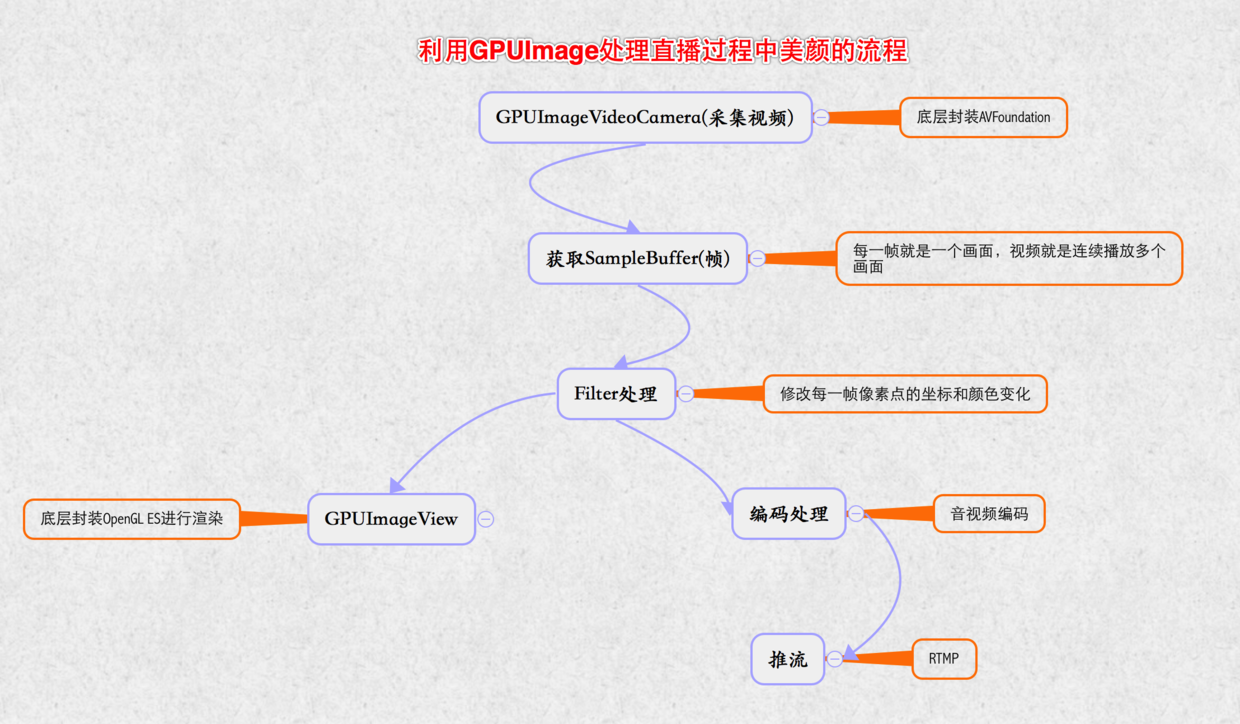 利用GPUImage处理直播过程中美颜的流程
GPUImageVideoCamera(采集视频)
底层封装AVFoundation
获取SampleBuffer(帧)
每一帧就是一个画面，视频就是连续播放多个
画面
Filter处理
修改每一帧像素点的坐标和颜色变化
底层封装OpenGL ES进行渲染
GPUImageView
编码处理
音视频编码
推流
RTMP